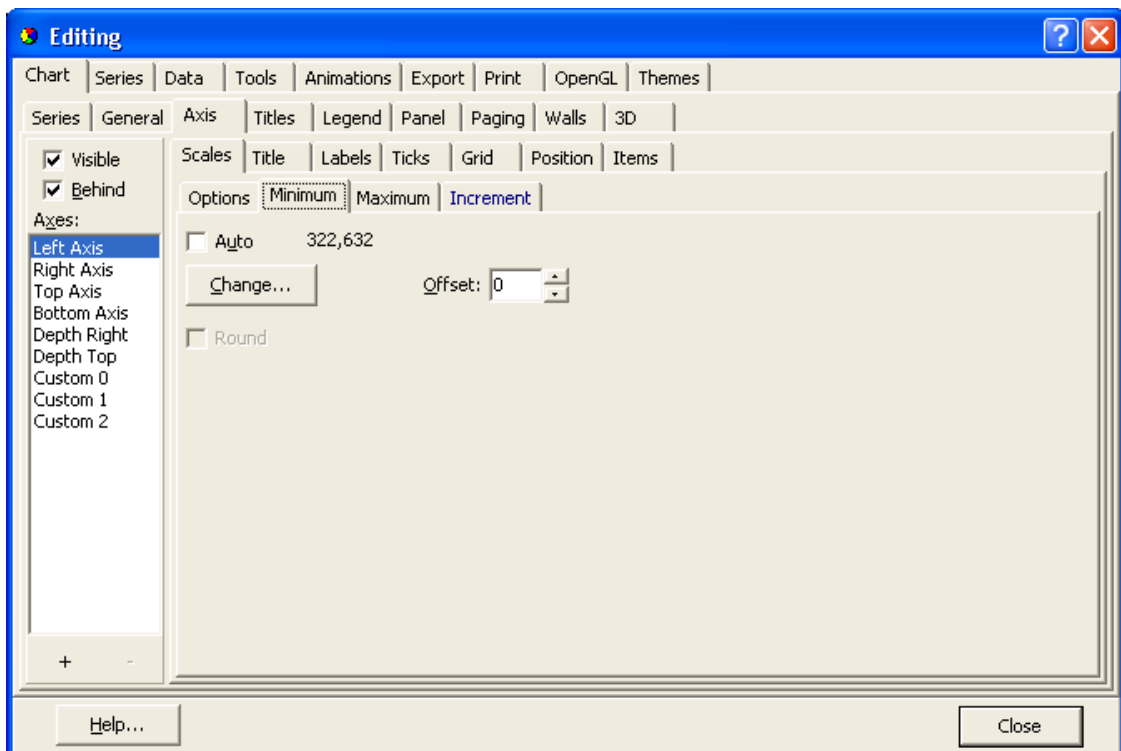 Editing
Chart Series Data Tools Animations Export Print OpenGL Themes
Series General Axis Titles Legend Panel Paging Walls 3D
Visible
Behind
Axes:
Left Axis
Right Axis
Top Axis
Bottom Axis
Depth Right
Depth Top
Custom 0
Custom 1
Custom 2
+ -
Scales Title Labels Ticks Grid Position Items
Options Minimum Maximum Increment
Auto 322,632
Change... Offset: 0
Round
Help... Close